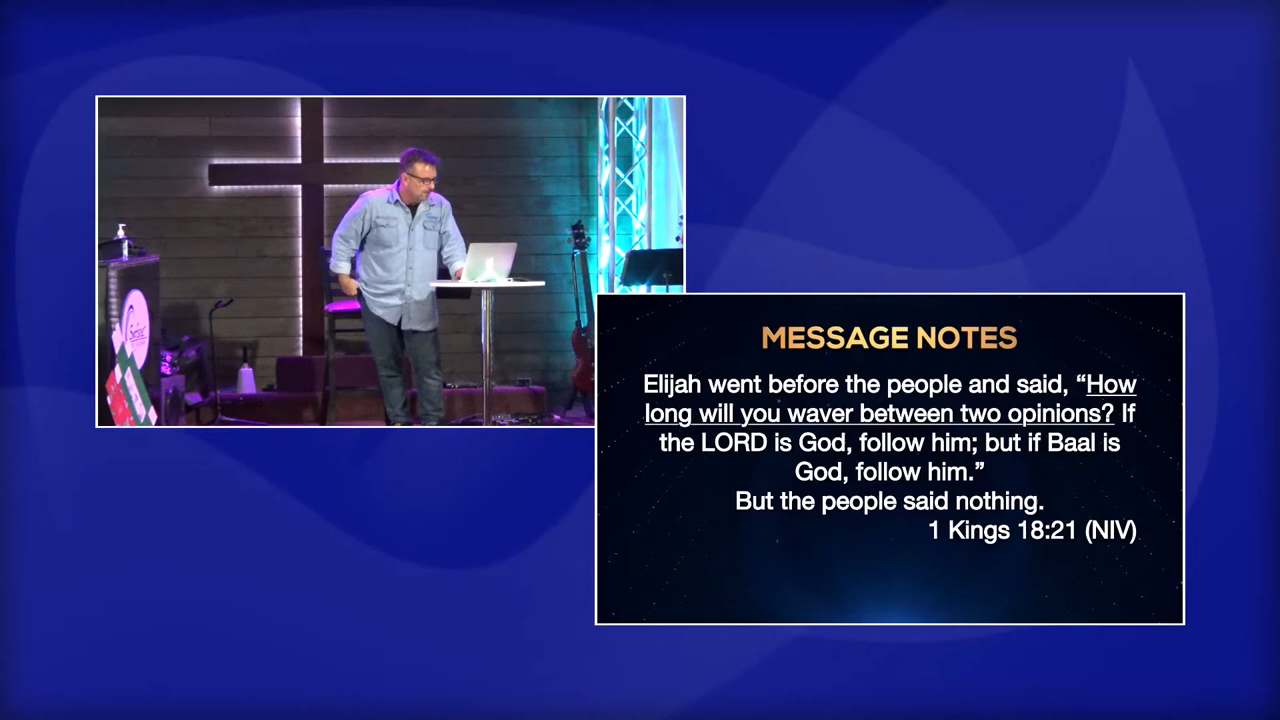 MESSAGE NOTES
Elijah went before the people and said, “How
long will you waver between two opinions? If
the LORD is God, follow him; but if Baal is
God, follow him.”
But the people said nothing.
1 Kings 18:21 (NIV)